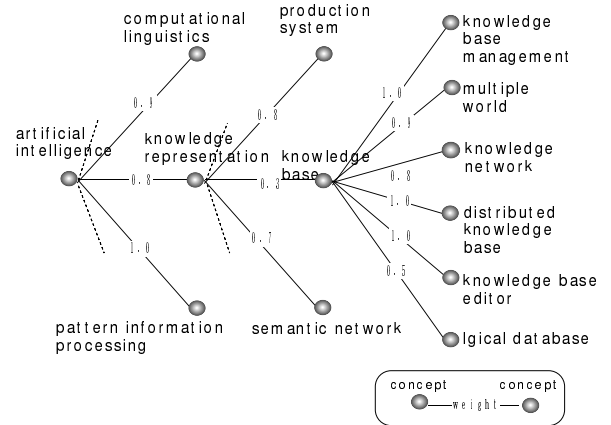 computational
linguistics
production
system
knowledge
base
management
1.0
multiple
world
0.9
0.9
0.8
artificial
intelligence
knowledge
representation
knowledge
base
knowledge
network
0.8
0.3
0.8
1.0
distributed
knowledge
base
1.0
0.7
1.0
0.5
knowledge base
editor
pattern information
processing
semantic network
lgical database
concept
concept
weight